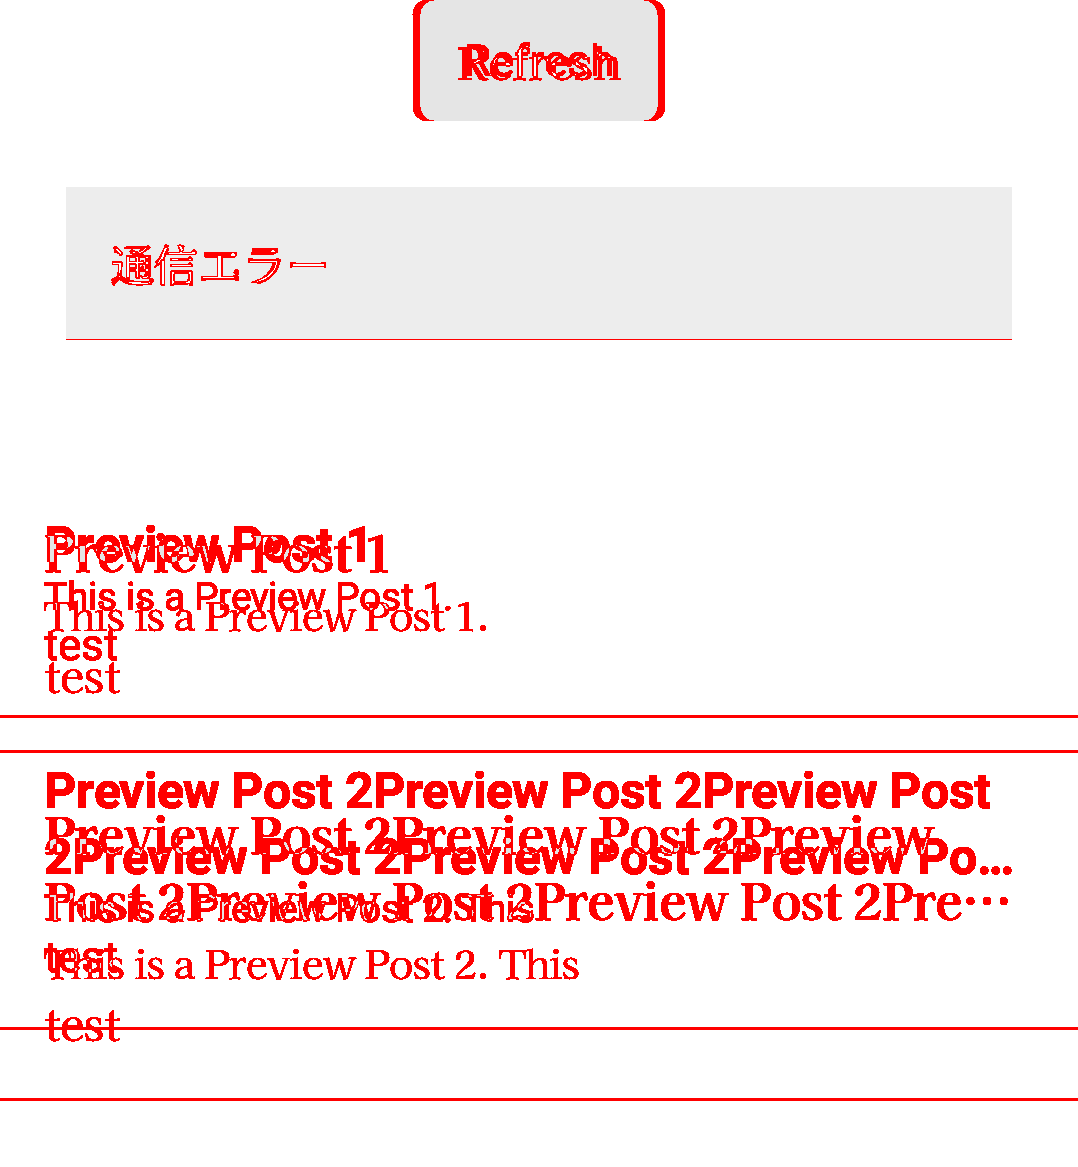 Refresh
通信エラー
Preview Post 1
Preview Post 1
This is a Preview Post 1.
This is a Preview Post 1.
test
test
Preview Post 2Preview Post 2Preview Post
Preview Post 2Preview Post 2Preview
2Preview Post 2Preview Post 2Preview Po...
Post 2Preview Post 2Preview Post 2Pre…
This is a Preview Post 2. This
test
This is a Preview Post 2. This
test